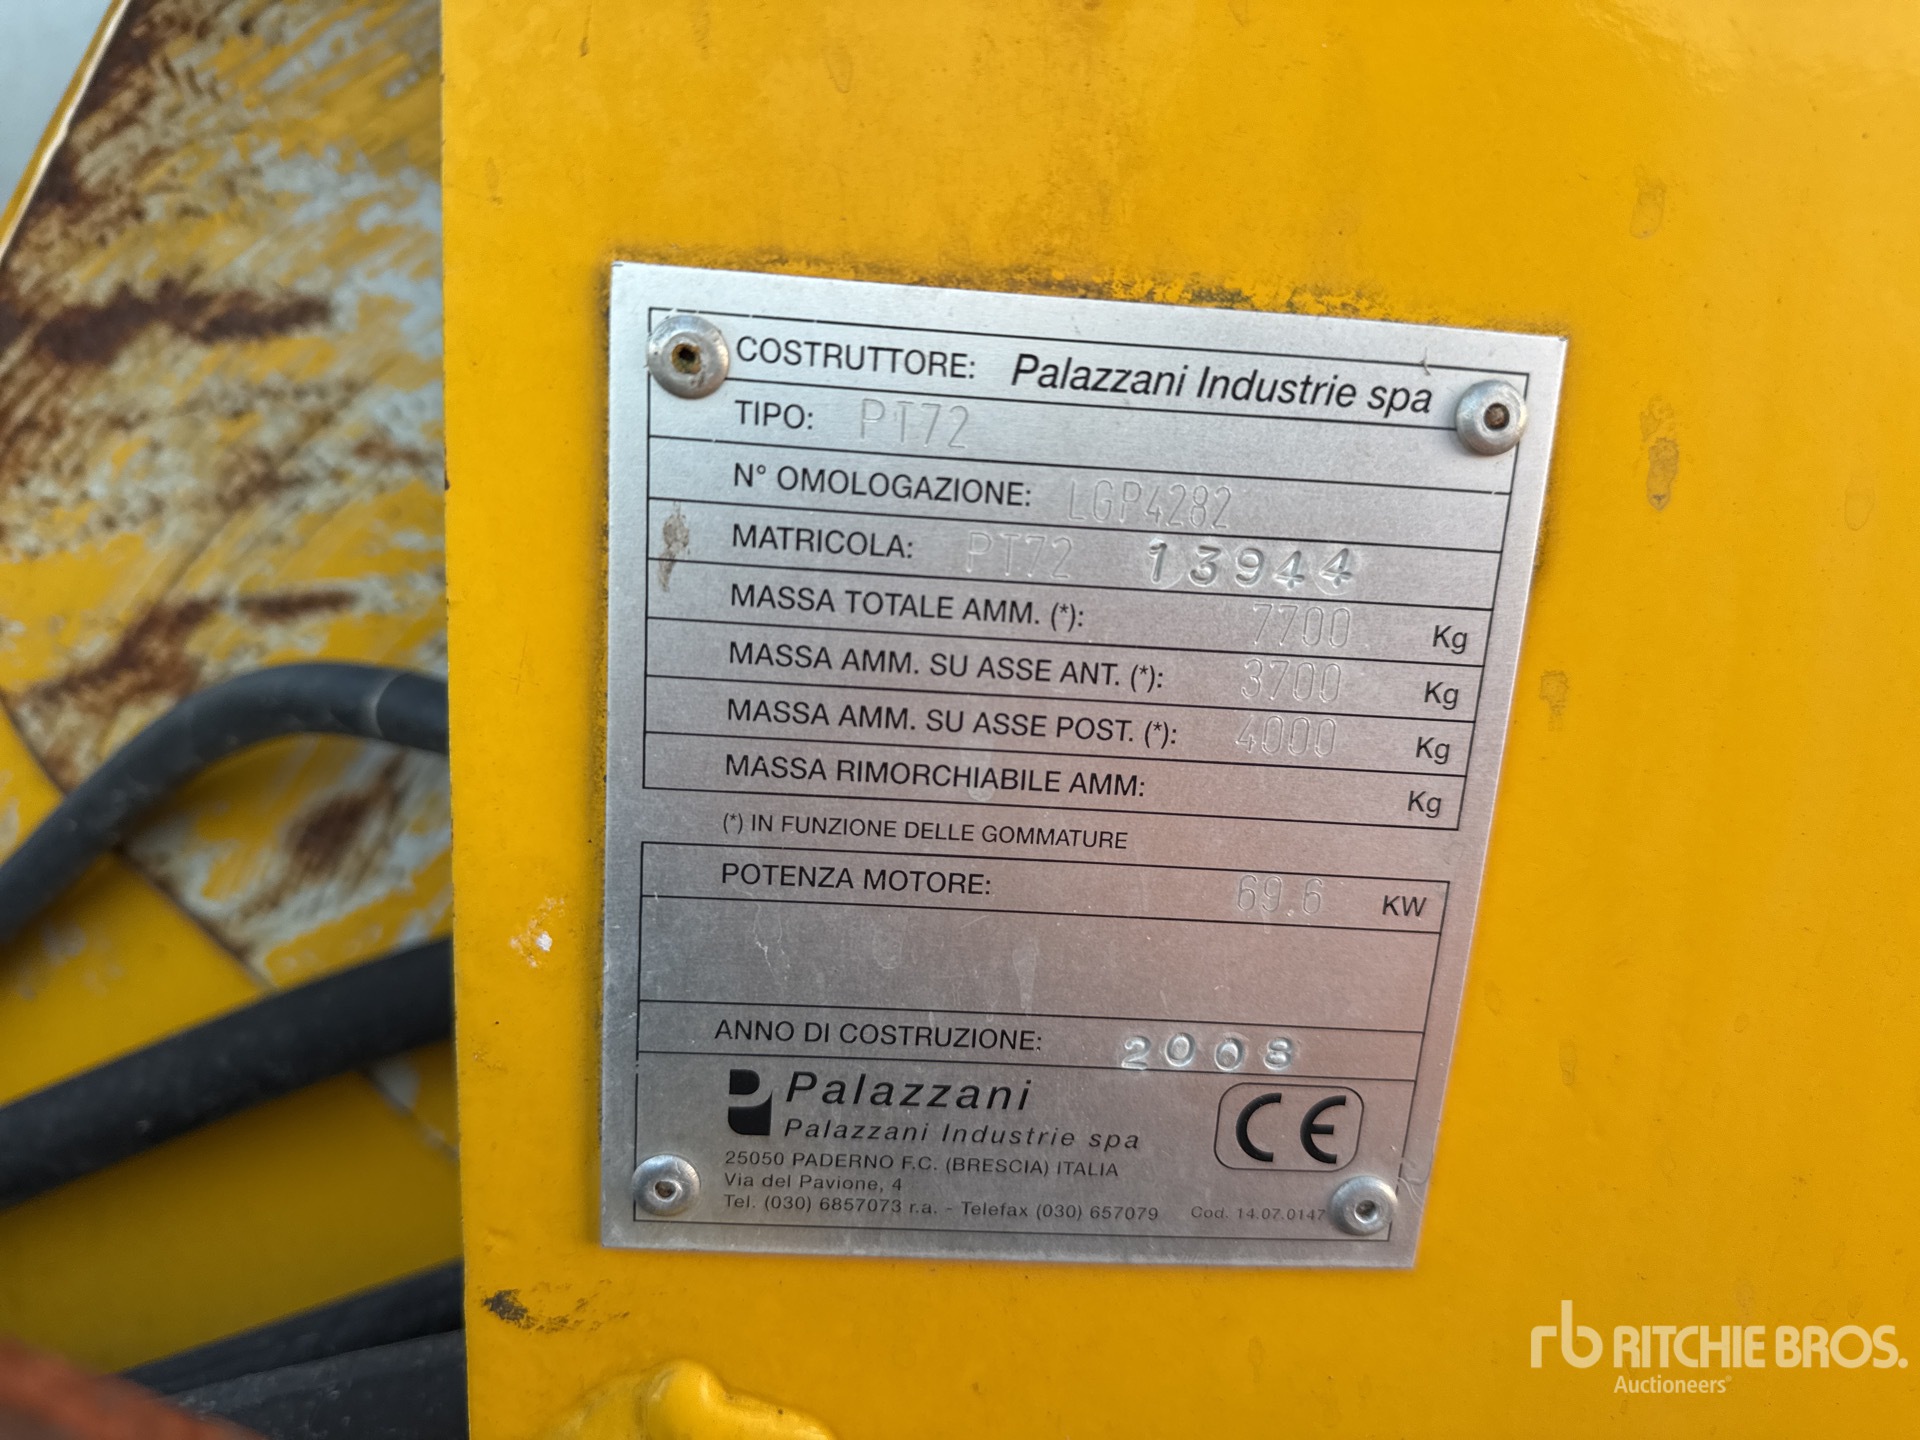 COSTRUTTORE: Palazzani Industrie spa
TIPO: PT72
N° OMOLOGAZIONE: LGP4282
MATRICOLA: PT72 13944
MASSA TOTALE AMM. (*): 7700 Kg
MASSA AMM. SU ASSE ANT. (*): 3700 Kg
MASSA AMM. SU ASSE POST. (*): 4000 Kg
MASSA RIMORCHIABILE AMM: Kg
(*) IN FUNZIONE DELLE GOMMATURE
POTENZA MOTORE: 69.6 KW
ANNO DI COSTRUZIONE: 2008
Palazzani
Palazzani Industrie spa
CE
25050 PADERNO F.C. (BRESCIA) ITALIA
Via del Pavione, 4
Tel. (030) 6857073 r.a. - Telefax (030) 657079 Cod. 14.07.0147
rb RITCHIE BROS.
Auctioneers